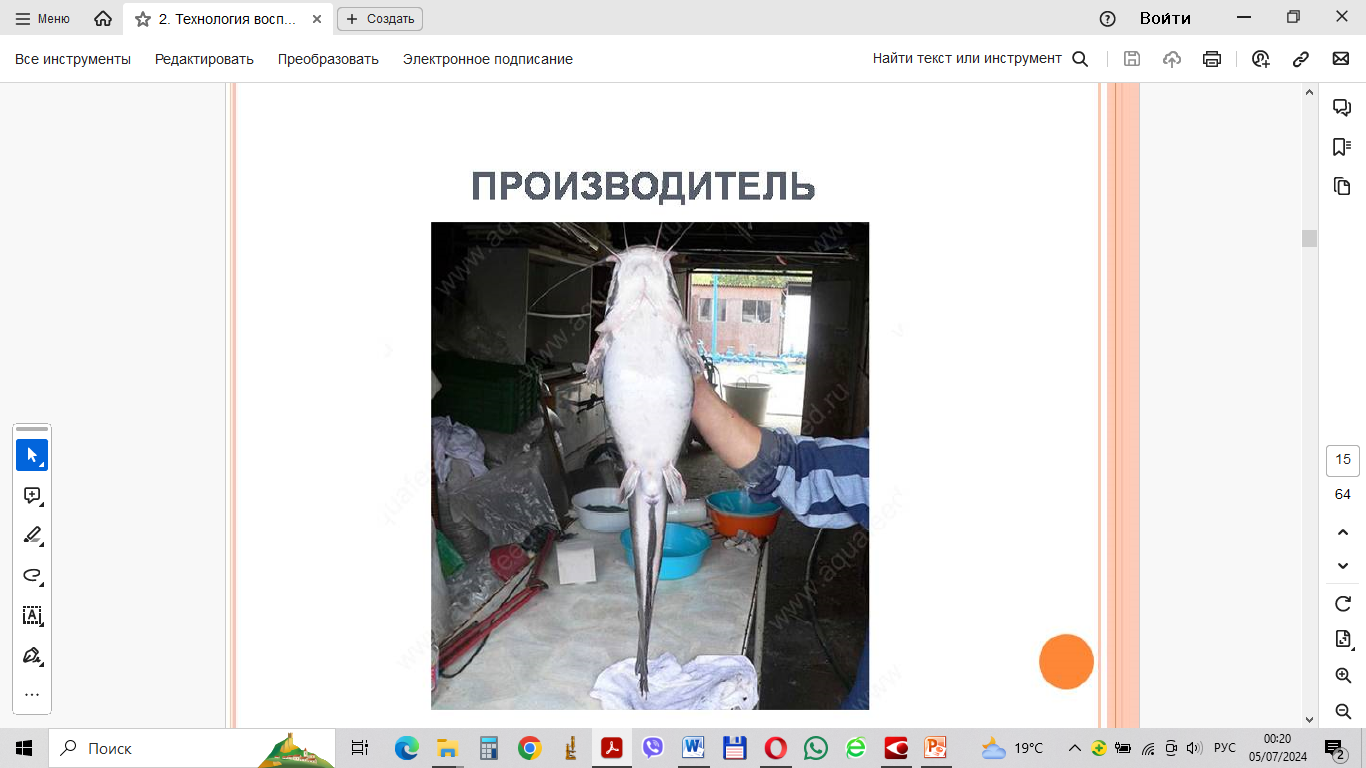 Меню
2. Технология восп...
Создать
Войти
Все инструменты
Редактировать
Преобразовать
Электронное подписание
Найти текст или инструмент
ПРОИЗВОДИТЕЛЬ
15
64
Поиск
19°C
РУС
00:20
05/07/2024
2